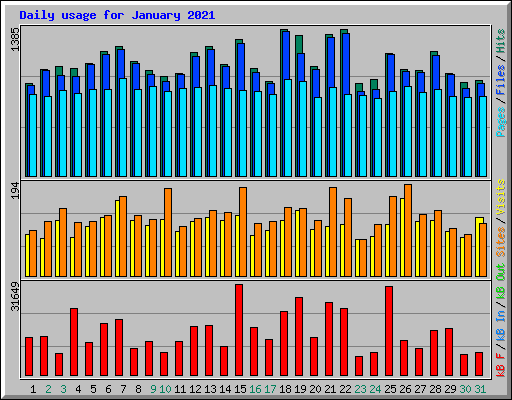 Daily usage for January 2021
1385
194
31649
Pages / Files / Hits
Sites / Visits
kB F / kB In / kB Out
1 2 3 4 5 6 7 8 9 10 11 12 13 14 15 16 17 18 19 20 21 22 23 24 25 26 27 28 29 30 31